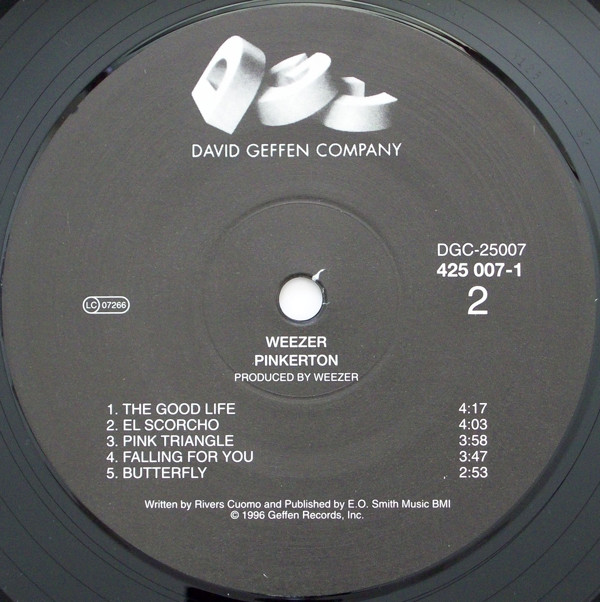 DGC
DAVID GEFFEN COMPANY
DGC-25007
425 007-1
LC 07266
2
WEEZER
PINKERTON
PRODUCED BY WEEZER
1. THE GOOD LIFE 4:17
2. EL SCORCHO 4:03
3. PINK TRIANGLE 3:58
4. FALLING FOR YOU 3:47
5. BUTTERFLY 2:53
Written by Rivers Cuomo and Published by E.O. Smith Music BMI
© 1996 Geffen Records, Inc.